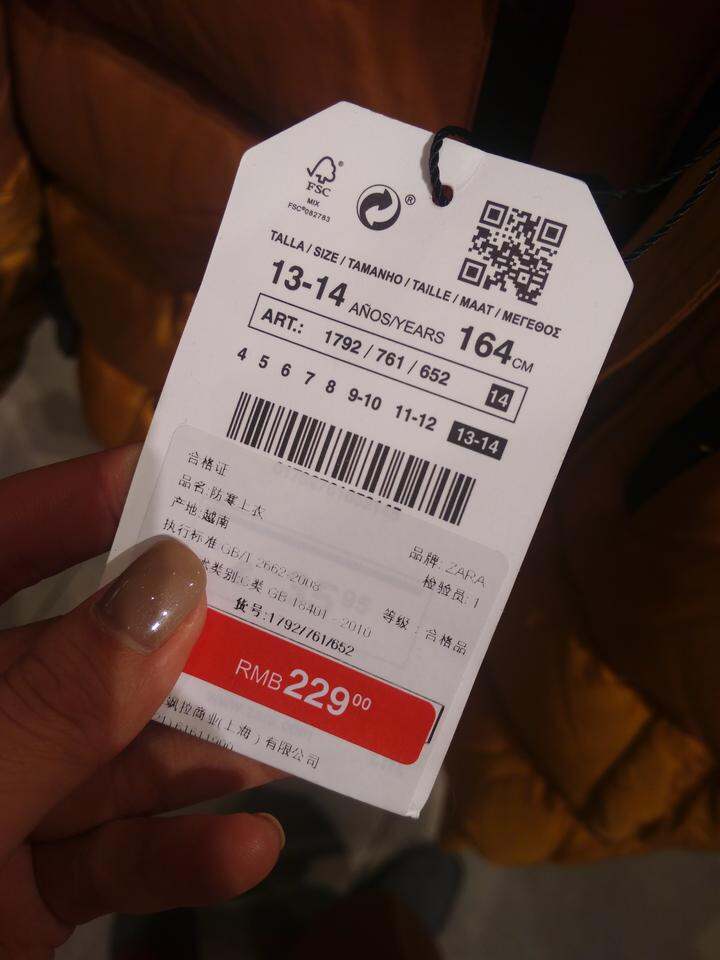 FSC®
MIX
FSC®082783
®
TALLA / SIZE / TAMANHO / TAILLE / MAAT / ΜΕΓΕΘΟΣ
13-14 AÑOS/YEARS 164 CM
ART.: 1792 / 761 / 652 14
4 5 6 7 8 9-10 11-12 13-14
合格证
品名:防寒上衣
品牌: ZARA
产地:越南
检验员: 1
执行标准 GB/T 2662-2008
等级: 合格品
类别:C类 GB 18401-2010
货号:1792/761/652
RMB 229⁰⁰
飒拉商业(上海)有限公司